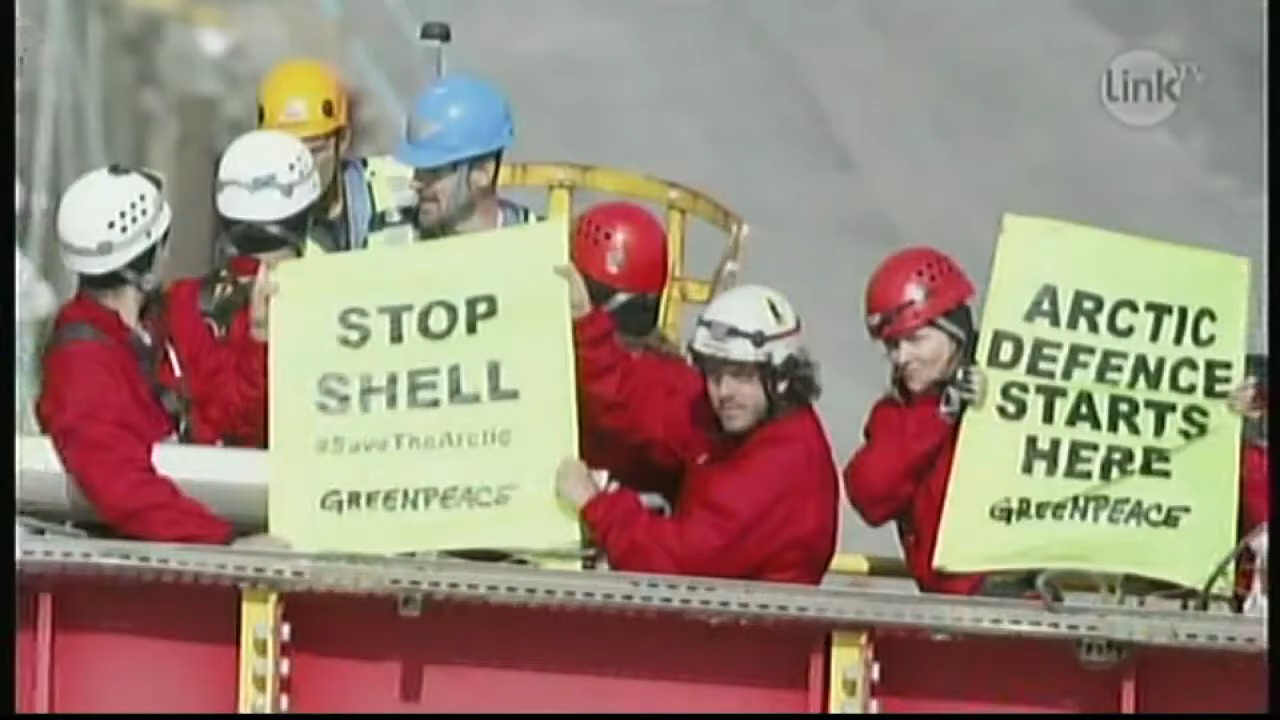 Link TV
STOP
SHELL
#SaveTheArctic
GREENPEACE
ARCTIC
DEFENCE
STARTS
HERE
GREENPEACE